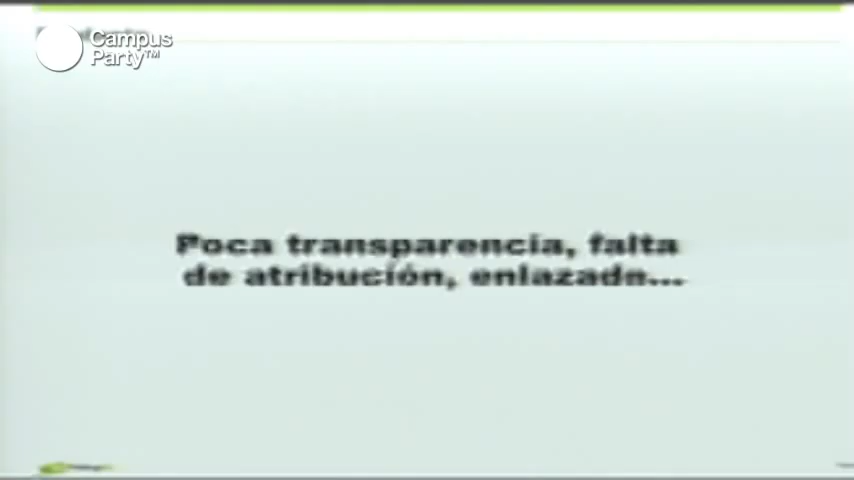 Campus
Party™
Poca transparencia, falta
de atribución, enlazado...